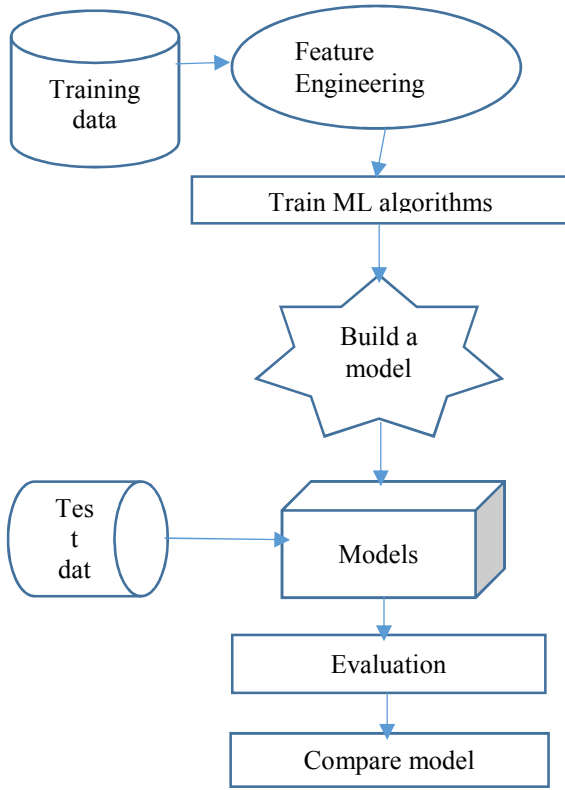 Training
data
Feature
Engineering
Train ML algorithms
Build a
model
Tes
t
dat
Models
Evaluation
Compare model